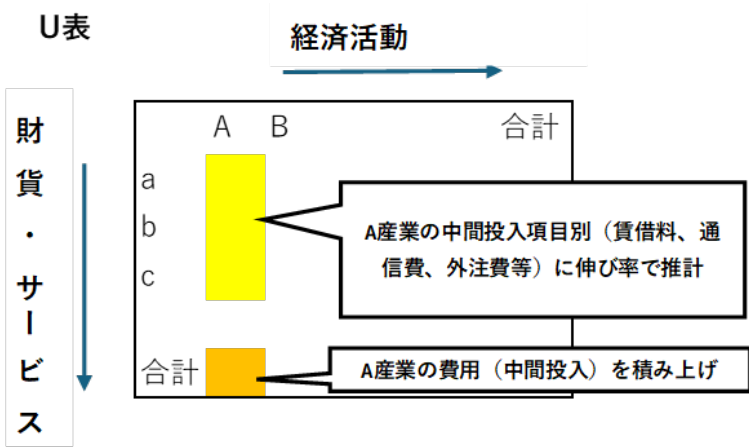 U表
経済活動
財貨・サービス
A B 合計
a
b
c
A産業の中間投入項目別（賃借料、通
信費、外注費等）に伸び率で推計
合計
A産業の費用（中間投入）を積み上げ